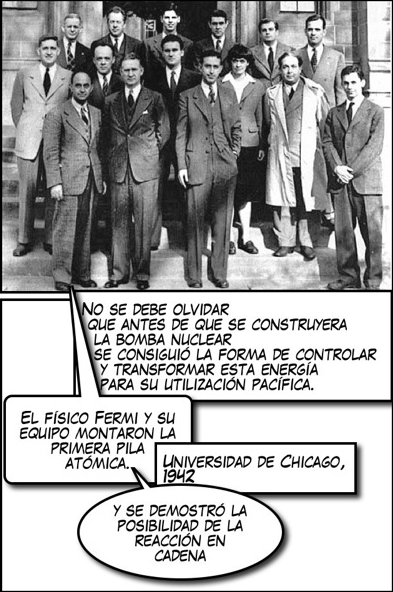 No se debe olvidar
que antes de que se construyera
la bomba nuclear
se consiguió la forma de controlar
y transformar esta energía
para su utilización pacífica.
El físico Fermi y su
equipo montaron la
primera pila
atómica.
Universidad de Chicago,
1942
y se demostró la
posibilidad de la
reacción en
cadena